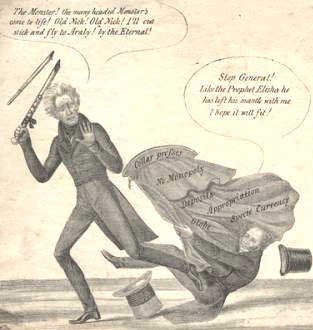 The Monster! the many headed Monster's
come to life! Old Nick! Old Nick! I'll cut
stick and fly to Araby! by the Eternal!
Stop General!
Like the Prophet Elisha he
has left his mantle with me
I hope it will fit!
Collar presses
No Monopoly
Deposits
Appropriation
Specie Currency
Globe